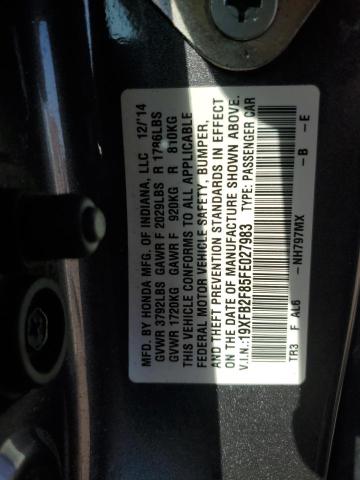 MFD. BY HONDA MFG. OF INDIANA, LLC 12/'14
GVWR 3792LBS GAWR F 2029LBS R 1786LBS
GVWR 1720KG GAWR F 920KG R 810KG
THIS VEHICLE CONFORMS TO ALL APPLICABLE
FEDERAL MOTOR VEHICLE SAFETY, BUMPER,
AND THEFT PREVENTION STANDARDS IN EFFECT
ON THE DATE OF MANUFACTURE SHOWN ABOVE.
V.I.N.:19XFB2F85FE027983 TYPE: PASSENGER CAR
TR3 F AL6 -NH797MX -B -E